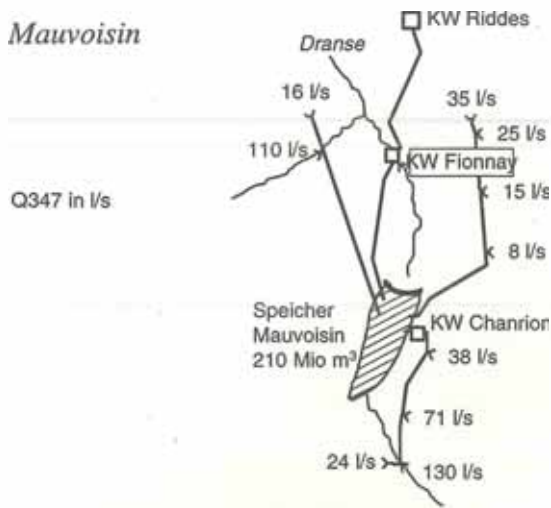 Mauvoisin
KW Riddes
Dranse
16 l/s
35 l/s
25 l/s
110 l/s
KW Fionnay
Q347 in l/s
15 l/s
8 l/s
Speicher
Mauvoisin
210 Mio m³
KW Chanrion
38 l/s
71 l/s
24 l/s
130 l/s